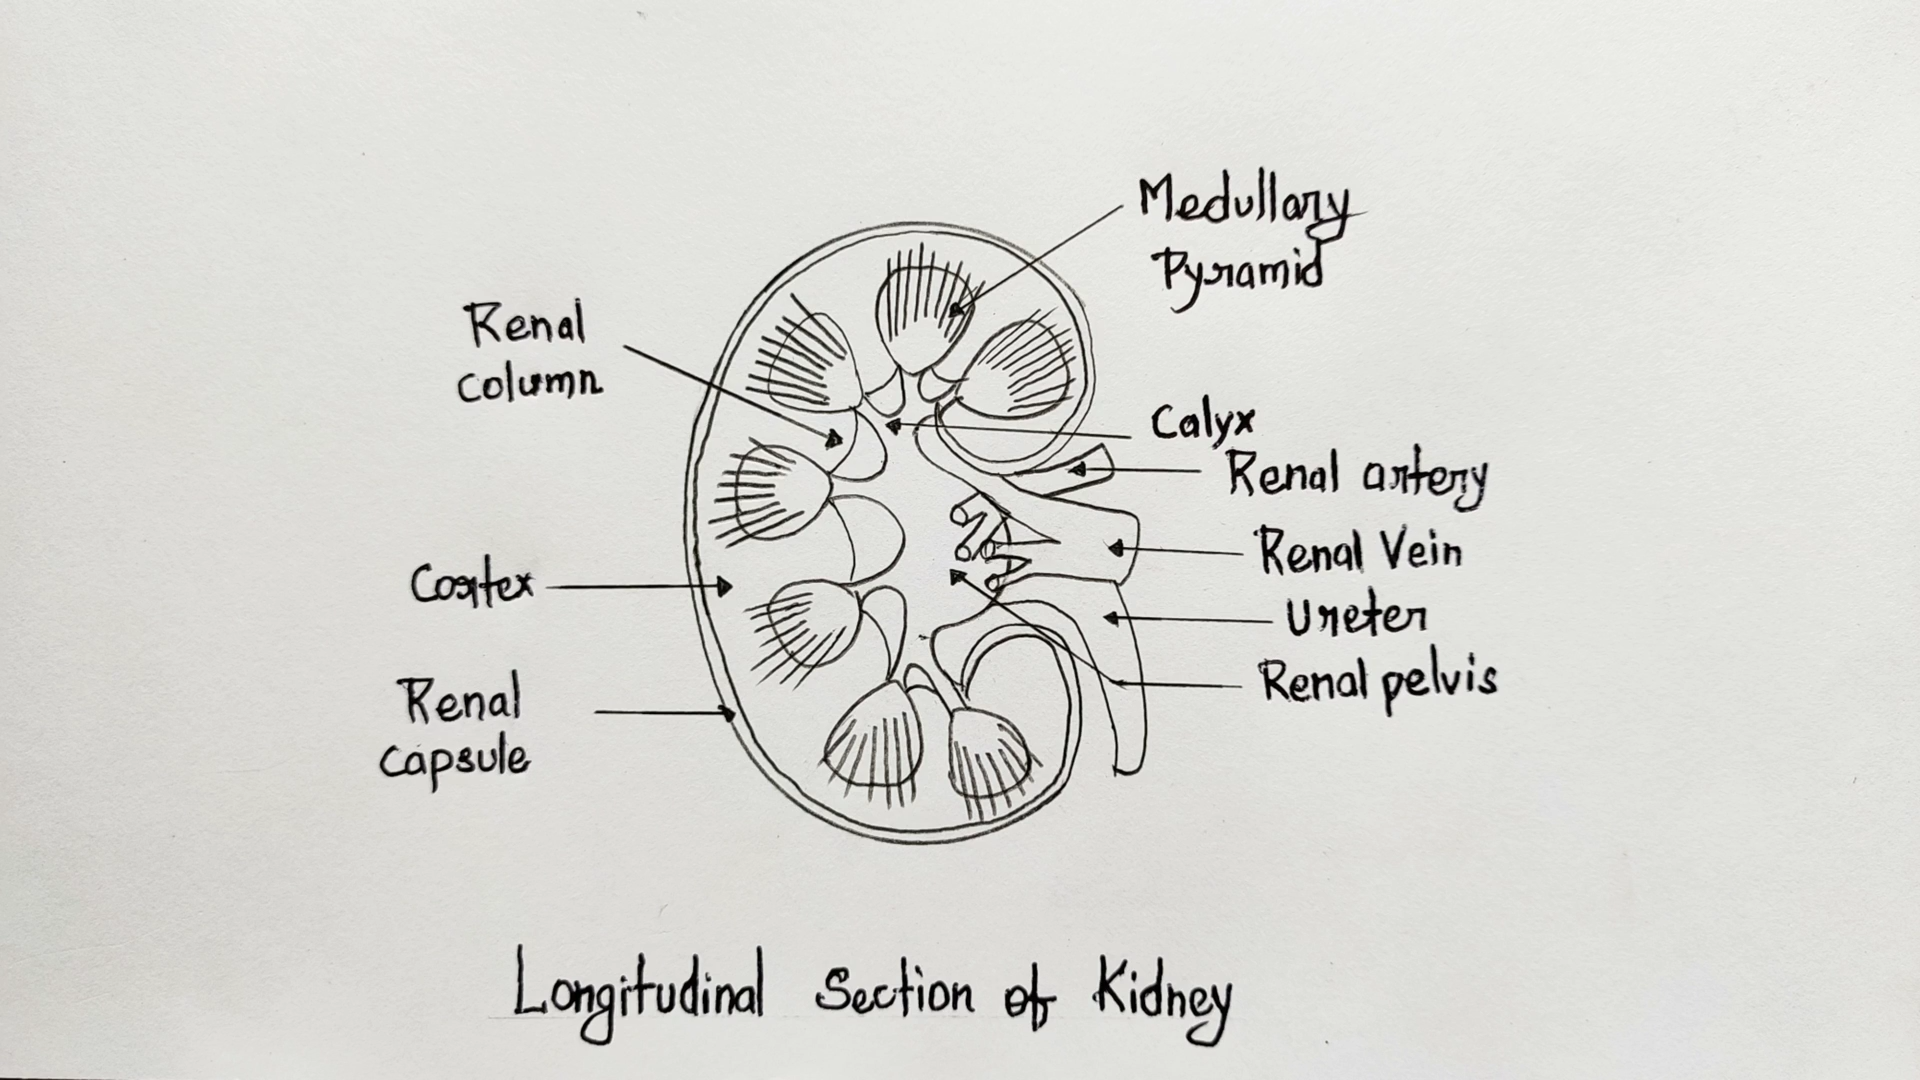 Medullary
Pyramid
Renal
column
Calyx
Renal artery
Renal Vein
Cortex
Ureter
Renal pelvis
Renal
capsule
Longitudinal Section of Kidney